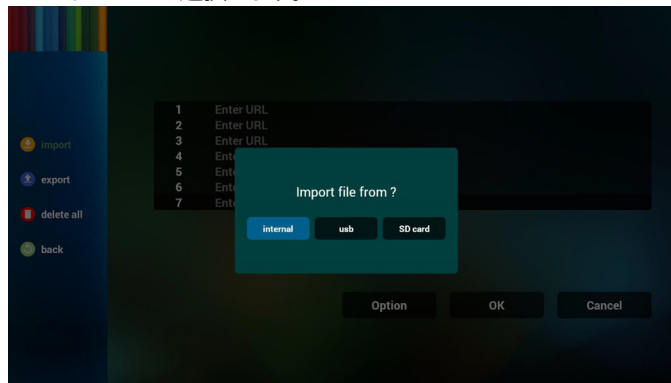 1 Enter URL
2 Enter URL
3 Enter URL
4 Ente
5 Ente
6 Ente
7 Ente
import
export
delete all
back
Import file from ?
internal usb SD card
Option OK Cancel